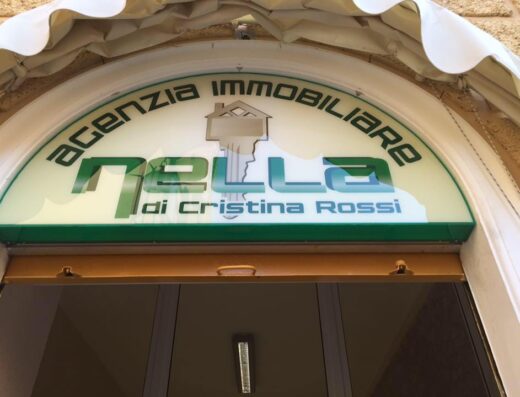 AGENZIA IMMOBILIARE
nella
di Cristina Rossi